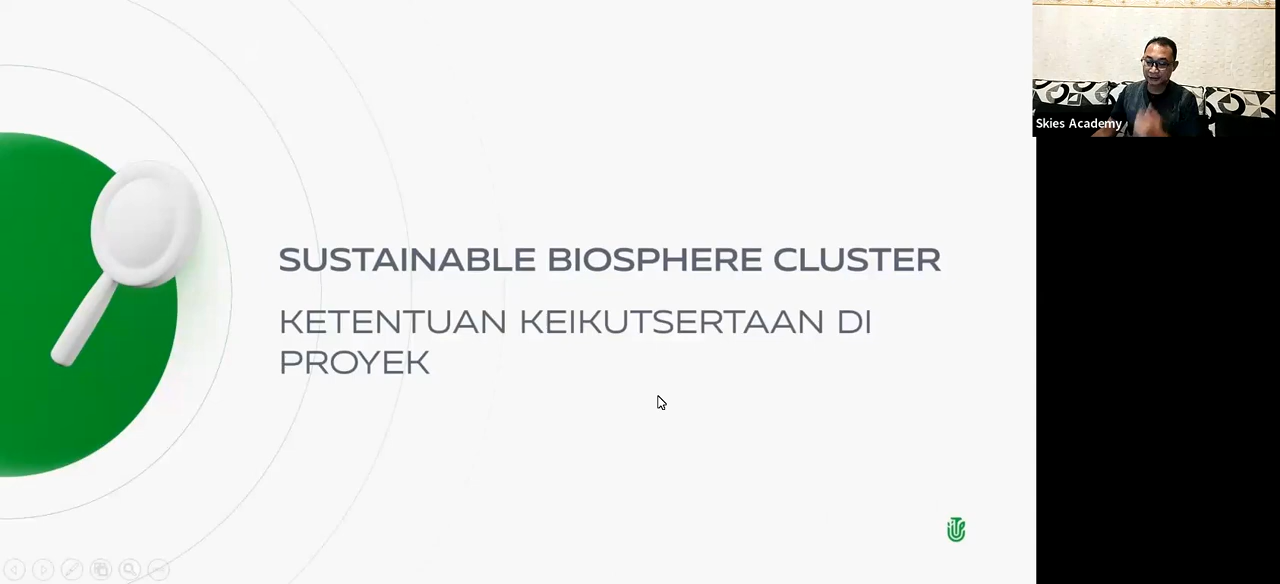 SUSTAINABLE BIOSPHERE CLUSTER
KETENTUAN KEIKUTSERTAAN DI
PROYEK
Skies Academy